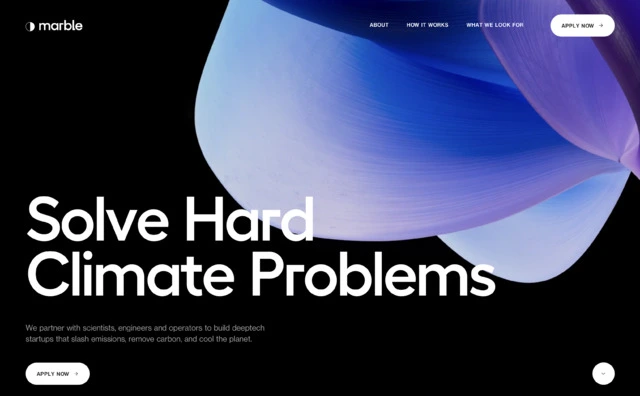 marble
ABOUT
HOW IT WORKS
WHAT WE LOOK FOR
APPLY NOW
Solve Hard
Climate Problems
We partner with scientists, engineers and operators to build deeptech
startups that slash emissions, remove carbon, and cool the planet.
APPLY NOW